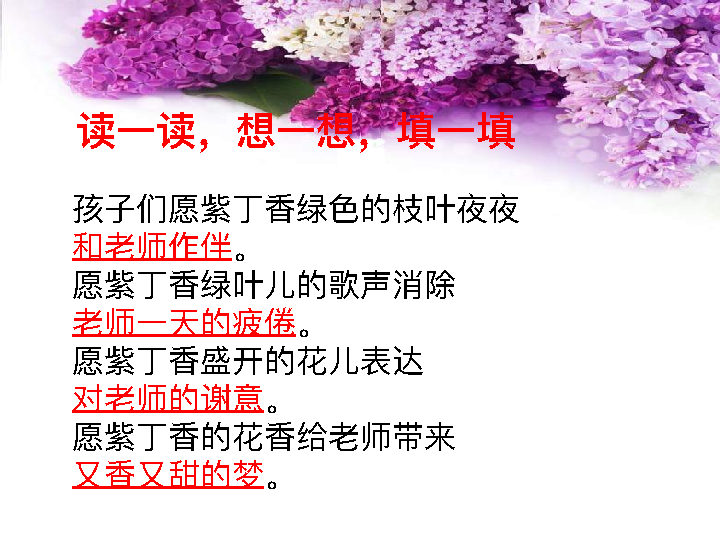 读一读，想一想，填一填
孩子们愿紫丁香绿色的枝叶夜夜
和老师作伴。
愿紫丁香绿叶儿的歌声消除
老师一天的疲倦。
愿紫丁香盛开的花儿表达
对老师的谢意。
愿紫丁香的花香给老师带来
又香又甜的梦。